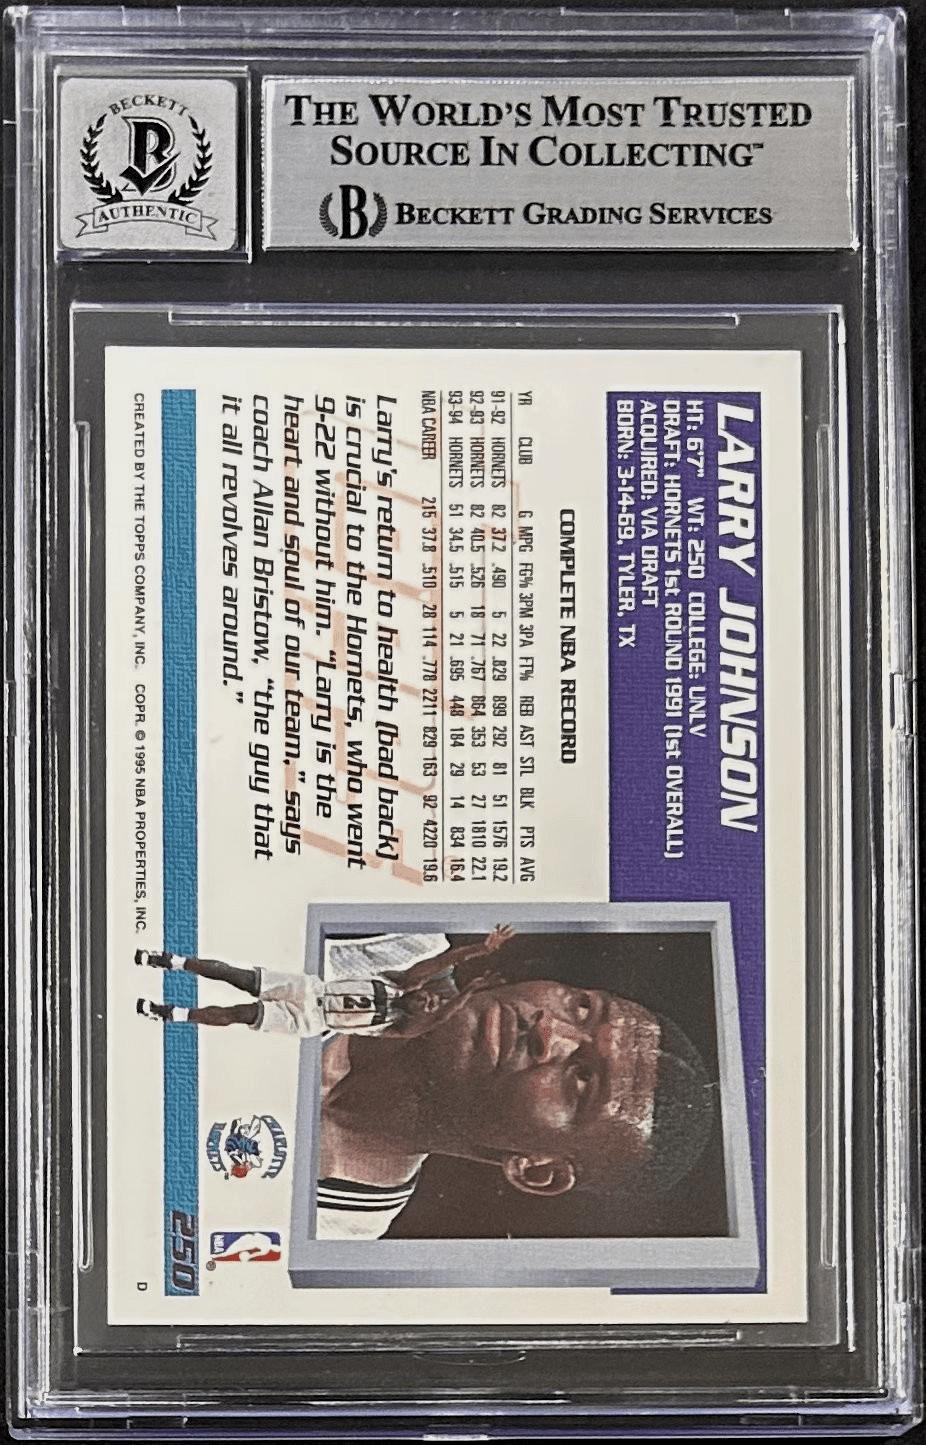 BECKETT
B
AUTHENTIC
THE WORLD'S MOST TRUSTED
SOURCE IN COLLECTING™
B BECKETT GRADING SERVICES
LARRY JOHNSON
HT: 6'7" WT: 250 COLLEGE: UNLV
DRAFT: HORNETS 1st ROUND 1991 (1st OVERALL)
ACQUIRED: VIA DRAFT
BORN: 3-14-69, TYLER, TX
COMPLETE NBA RECORD
YR CLUB G MPG FG% 3PM 3PA FT% REB AST STL BLK PTS AVG
91-92 HORNETS 82 37.2 .490 5 22 .829 899 292 81 51 1576 19.2
92-93 HORNETS 82 40.5 .526 18 71 .767 864 353 53 27 1810 22.1
93-94 HORNETS 51 34.5 .515 5 21 .695 448 184 29 14 834 16.4
NBA CAREER 215 37.8 .510 28 114 .778 2211 829 163 92 4220 19.6
Larry's return to health (bad back)
is crucial to the Hornets, who went
9-22 without him. "Larry is the
heart and soul of our team," says
coach Allan Bristow, "the guy that
it all revolves around."
2
CHARLOTTE
HORNETS™
NBA®
250
CREATED BY THE TOPPS COMPANY, INC. COPR. © 1995 NBA PROPERTIES, INC. D